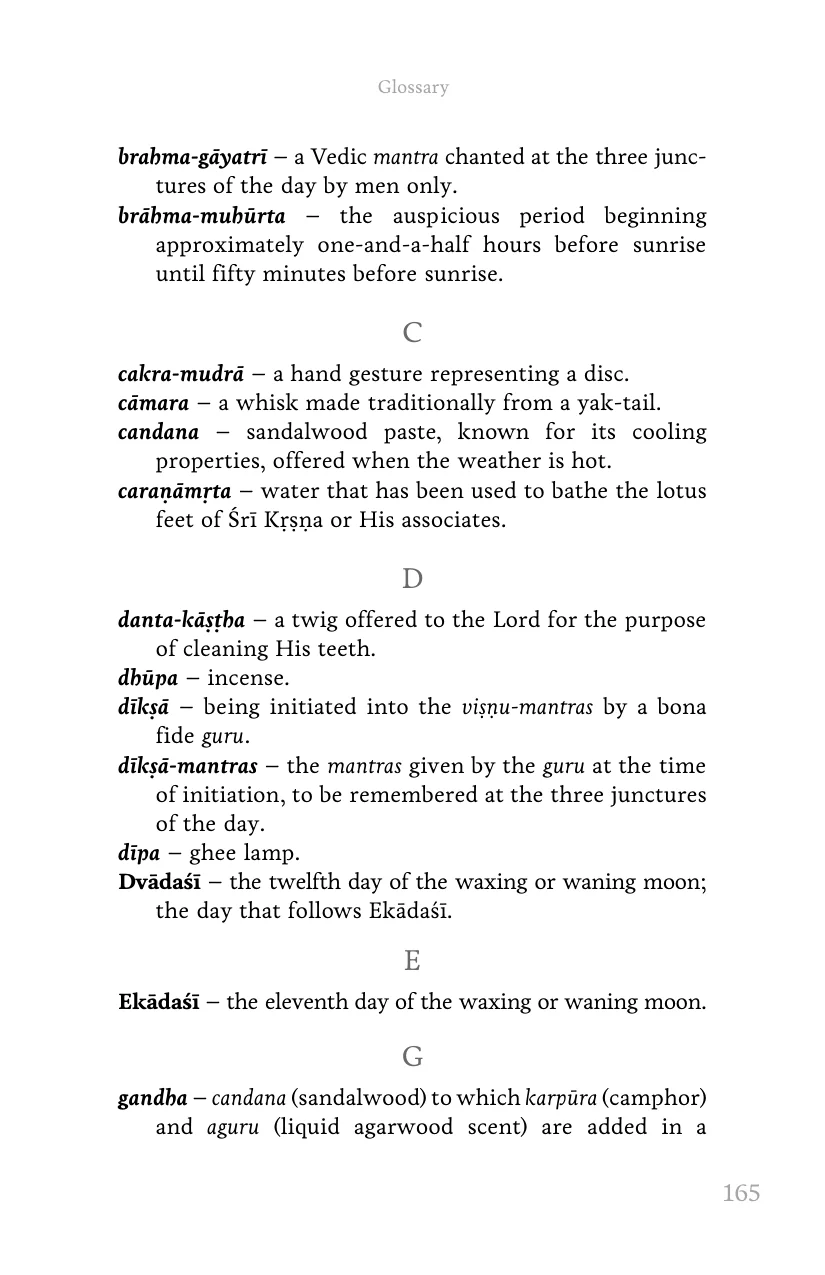 Glossary
brahma-gāyatrī – a Vedic mantra chanted at the three junc-
tures of the day by men only.
brāhma-muhūrta – the auspicious period beginning
approximately one-and-a-half hours before sunrise
until fifty minutes before sunrise.
C
cakra-mudrā – a hand gesture representing a disc.
cāmara – a whisk made traditionally from a yak-tail.
candana – sandalwood paste, known for its cooling
properties, offered when the weather is hot.
caraṇāmṛta – water that has been used to bathe the lotus
feet of Śrī Kṛṣṇa or His associates.
D
danta-kāṣṭha – a twig offered to the Lord for the purpose
of cleaning His teeth.
dhūpa – incense.
dīkṣā – being initiated into the viṣṇu-mantras by a bona
fide guru.
dīkṣā-mantras – the mantras given by the guru at the time
of initiation, to be remembered at the three junctures
of the day.
dīpa – ghee lamp.
Dvādaśī – the twelfth day of the waxing or waning moon;
the day that follows Ekādaśī.
E
Ekādaśī – the eleventh day of the waxing or waning moon.
G
gandha – candana (sandalwood) to which karpūra (camphor)
and aguru (liquid agarwood scent) are added in a
165